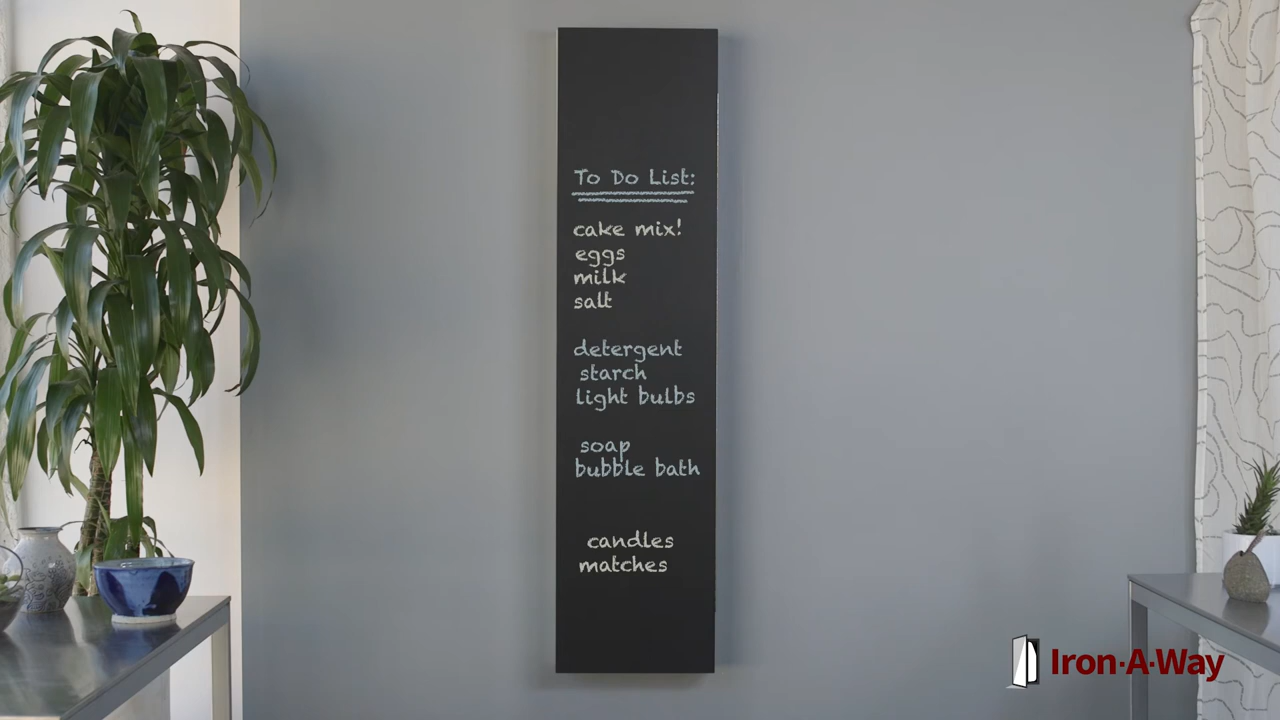 To Do List:
cake mix!
eggs
milk
salt
detergent
starch
light bulbs
soap
bubble bath
candles
matches
Iron·A·Way